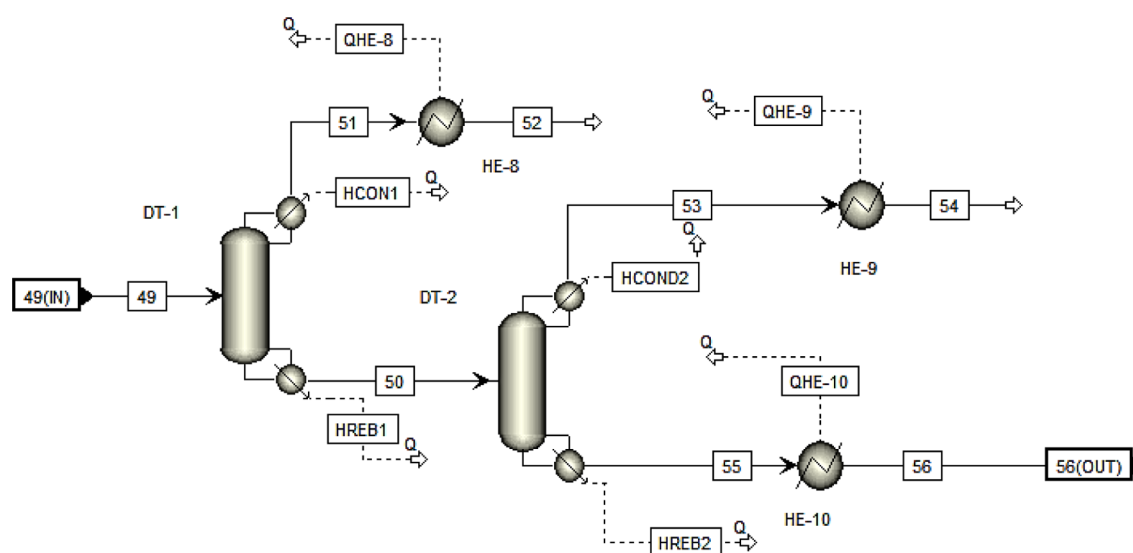 Q
QHE-8
51
52
HE-8
Q
QHE-9
HCON1
Q
DT-1
53
54
Q
HE-9
HCOND2
49(IN)
49
DT-2
50
Q
QHE-10
HREB1
Q
55
56
56(OUT)
HE-10
HREB2
Q